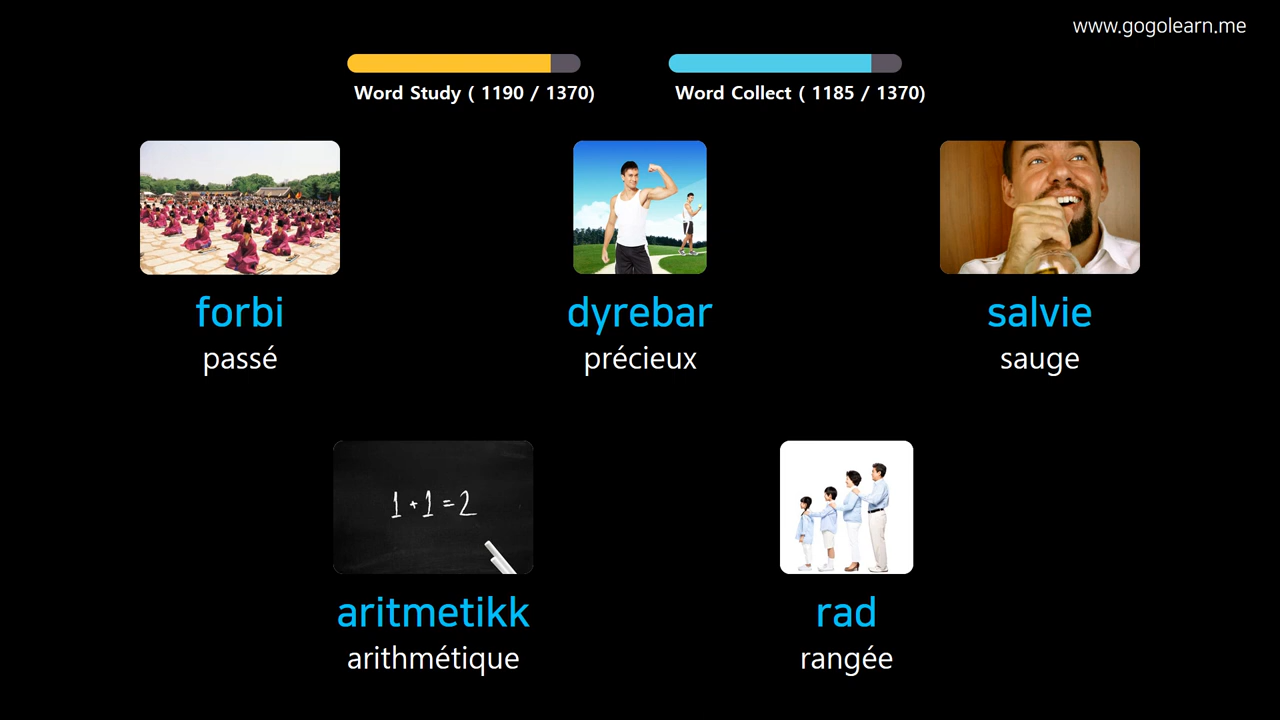 www.gogolearn.me
Word Study ( 1190 / 1370)
Word Collect ( 1185 / 1370)
forbi
passé
dyrebar
précieux
salvie
sauge
1+1=2
aritmetikk
arithmétique
rad
rangée